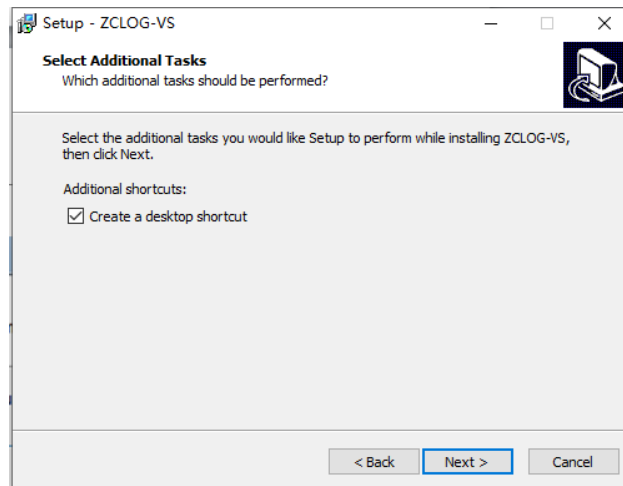 Setup - ZCLOG-VS
Select Additional Tasks
Which additional tasks should be performed?
Select the additional tasks you would like Setup to perform while installing ZCLOG-VS,
then click Next.
Additional shortcuts:
Create a desktop shortcut
< Back Next > Cancel